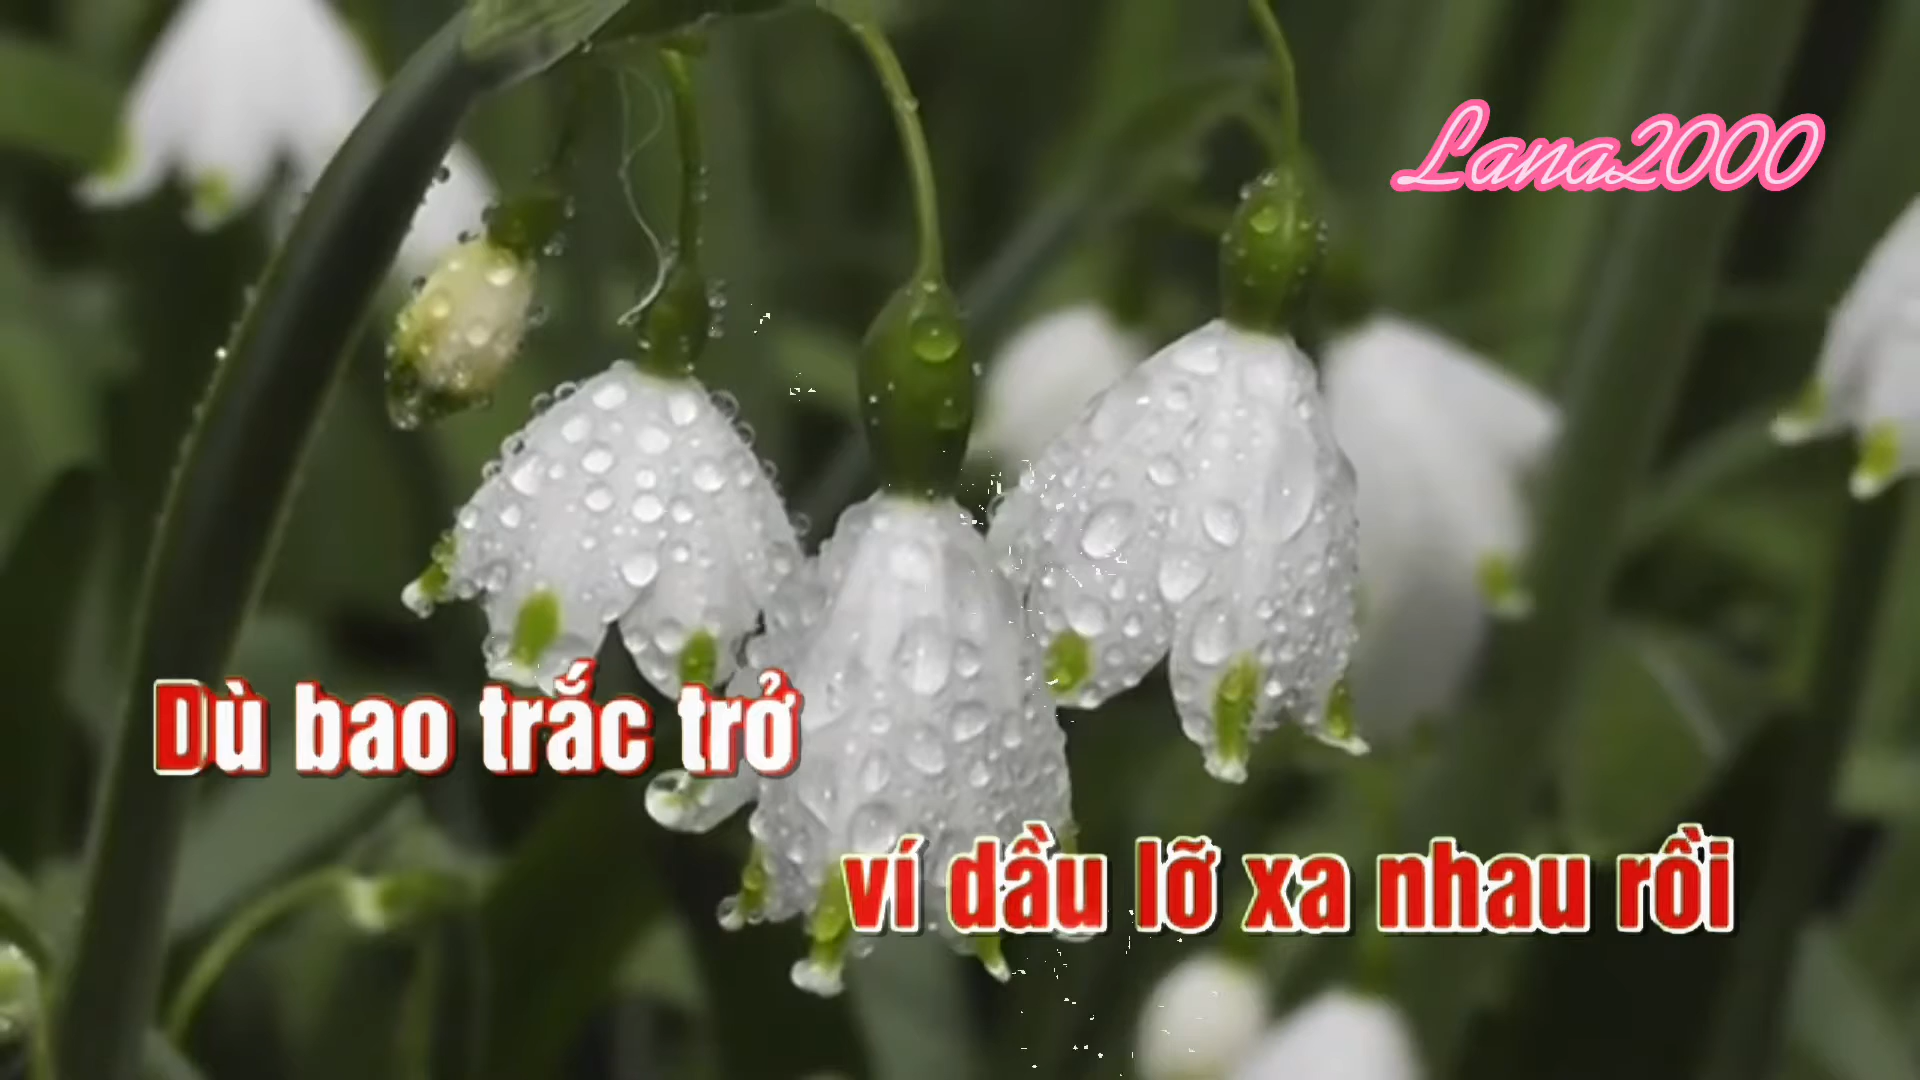 Lana2000
Dù bao trắc trở
ví dầu lỡ xa nhau rồi